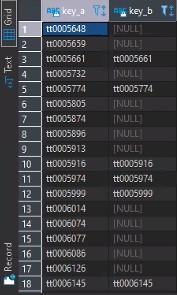 Grid
Text
Record
key_a key_b
1 tt0005648 [NULL]
2 tt0005659 [NULL]
3 tt0005661 tt0005661
4 tt0005732 [NULL]
5 tt0005774 tt0005774
6 tt0005805 [NULL]
7 tt0005874 [NULL]
8 tt0005896 [NULL]
9 tt0005913 [NULL]
10 tt0005916 tt0005916
11 tt0005974 tt0005974
12 tt0005999 tt0005999
13 tt0006014 [NULL]
14 tt0006074 [NULL]
15 tt0006077 [NULL]
16 tt0006086 [NULL]
17 tt0006126 [NULL]
18 tt0006145 tt0006145